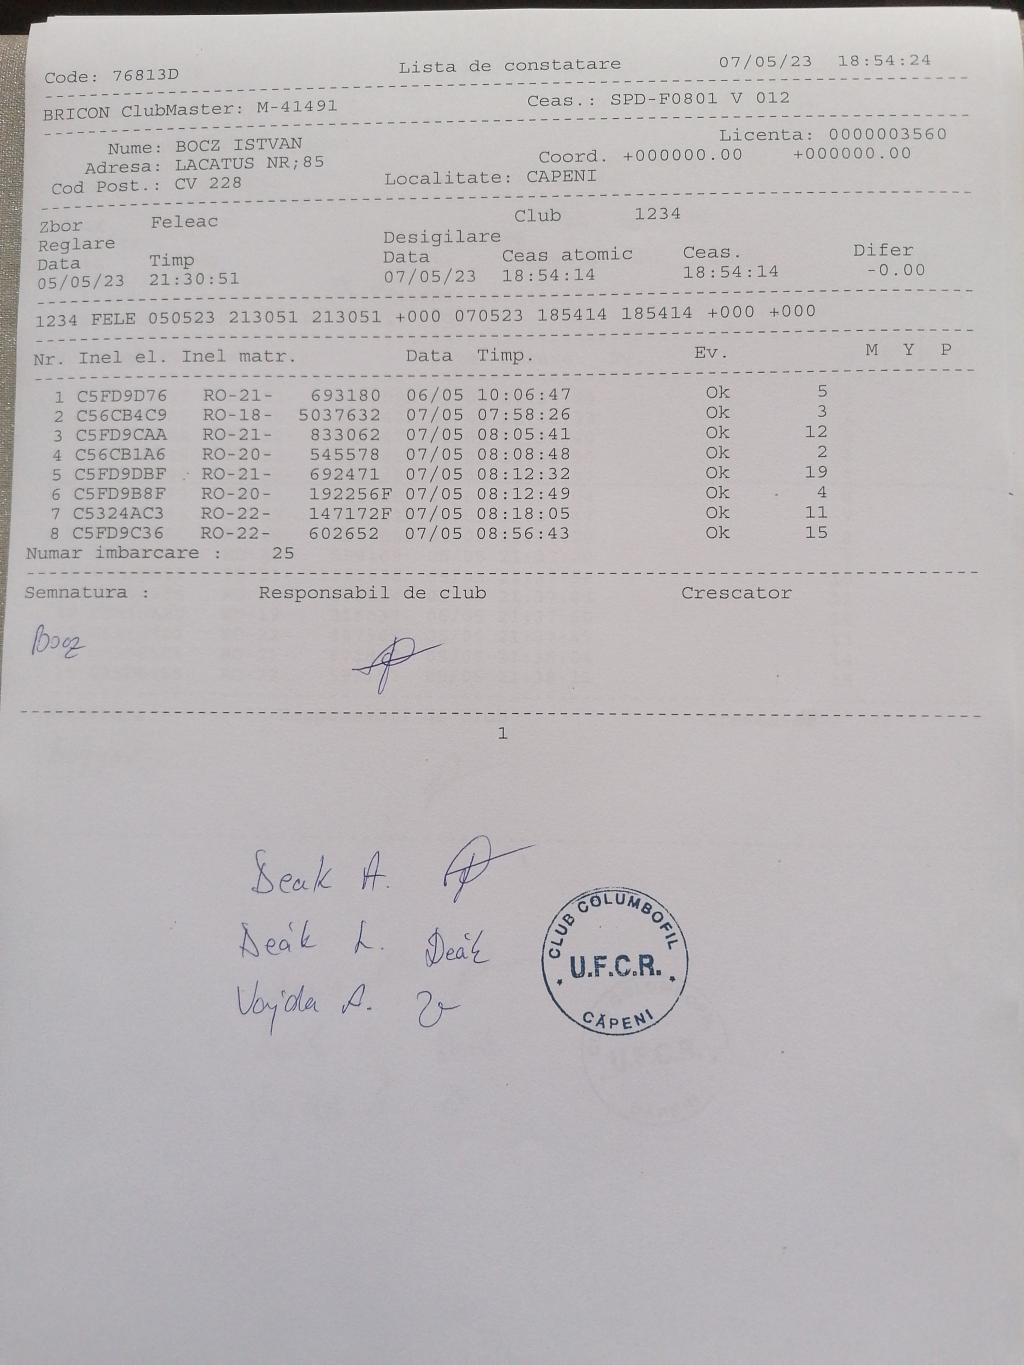 Code: 76813D Lista de constatare 07/05/23 18:54:24
BRICON ClubMaster: M-41491 Ceas.: SPD-F0801 V 012
Nume: BOCZ ISTVAN Licenta: 0000003560
Adresa: LACATUS NR;85 Coord. +000000.00 +000000.00
Cod Post.: CV 228 Localitate: CAPENI
Zbor Feleac Club 1234
Reglare Desigilare
Data Timp Data Ceas atomic Ceas. Difer
05/05/23 21:30:51 07/05/23 18:54:14 18:54:14 -0.00
1234 FELE 050523 213051 213051 +000 070523 185414 185414 +000 +000
Nr. Inel el. Inel matr. Data Timp. Ev. M Y P
1 C5FD9D76 RO-21- 693180 06/05 10:06:47 Ok 5
2 C56CB4C9 RO-18- 5037632 07/05 07:58:26 Ok 3
3 C5FD9CAA RO-21- 833062 07/05 08:05:41 Ok 12
4 C56CB1A6 RO-20- 545578 07/05 08:08:48 Ok 2
5 C5FD9DBF RO-21- 692471 07/05 08:12:32 Ok 19
6 C5FD9B8F RO-20- 192256F 07/05 08:12:49 Ok 4
7 C5324AC3 RO-22- 147172F 07/05 08:18:05 Ok 11
8 C5FD9C36 RO-22- 602652 07/05 08:56:43 Ok 15
Numar imbarcare : 25
Semnatura : Responsabil de club Crescator
Bocz
1
Deak A.
Deák L. Deák
Vajda A.
CLUB COLUMBOFIL
U.F.C.R.
CĂPENI